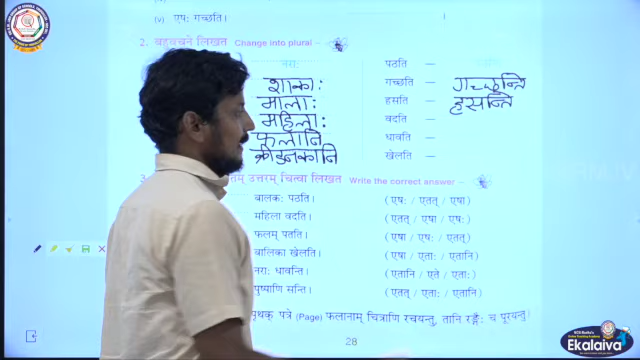 (v) एषः गच्छति।
2. बहुवचने लिखत Change into plural
नराः
पठति –
शाकाः
गच्छति – गच्छन्ति
मालाः
हसति – हसन्ति
महिलाः
वदति –
फलानि
धावति –
क्रीडनकानि
खेलति –
3. उत्तरम् चित्वा लिखत Write the correct answer –
बालकः पठति। (एषः / एतत् / एषा)
महिला वदति। (एतत् / एषा / एषः)
फलम् पतति। (एषा / एषः / एतत्)
बालिका खेलति। (एषा / एताः / एतानि)
नराः धावन्ति। (एतानि / एते / एताः)
पुष्पाणि सन्ति। (एतत् / एताः / एतानि)
पृथक् पत्रे (Page) फलानाम् चित्राणि रचयन्तु, तानि रङ्गैः च पूरयन्तु।
28
Ekalaiva